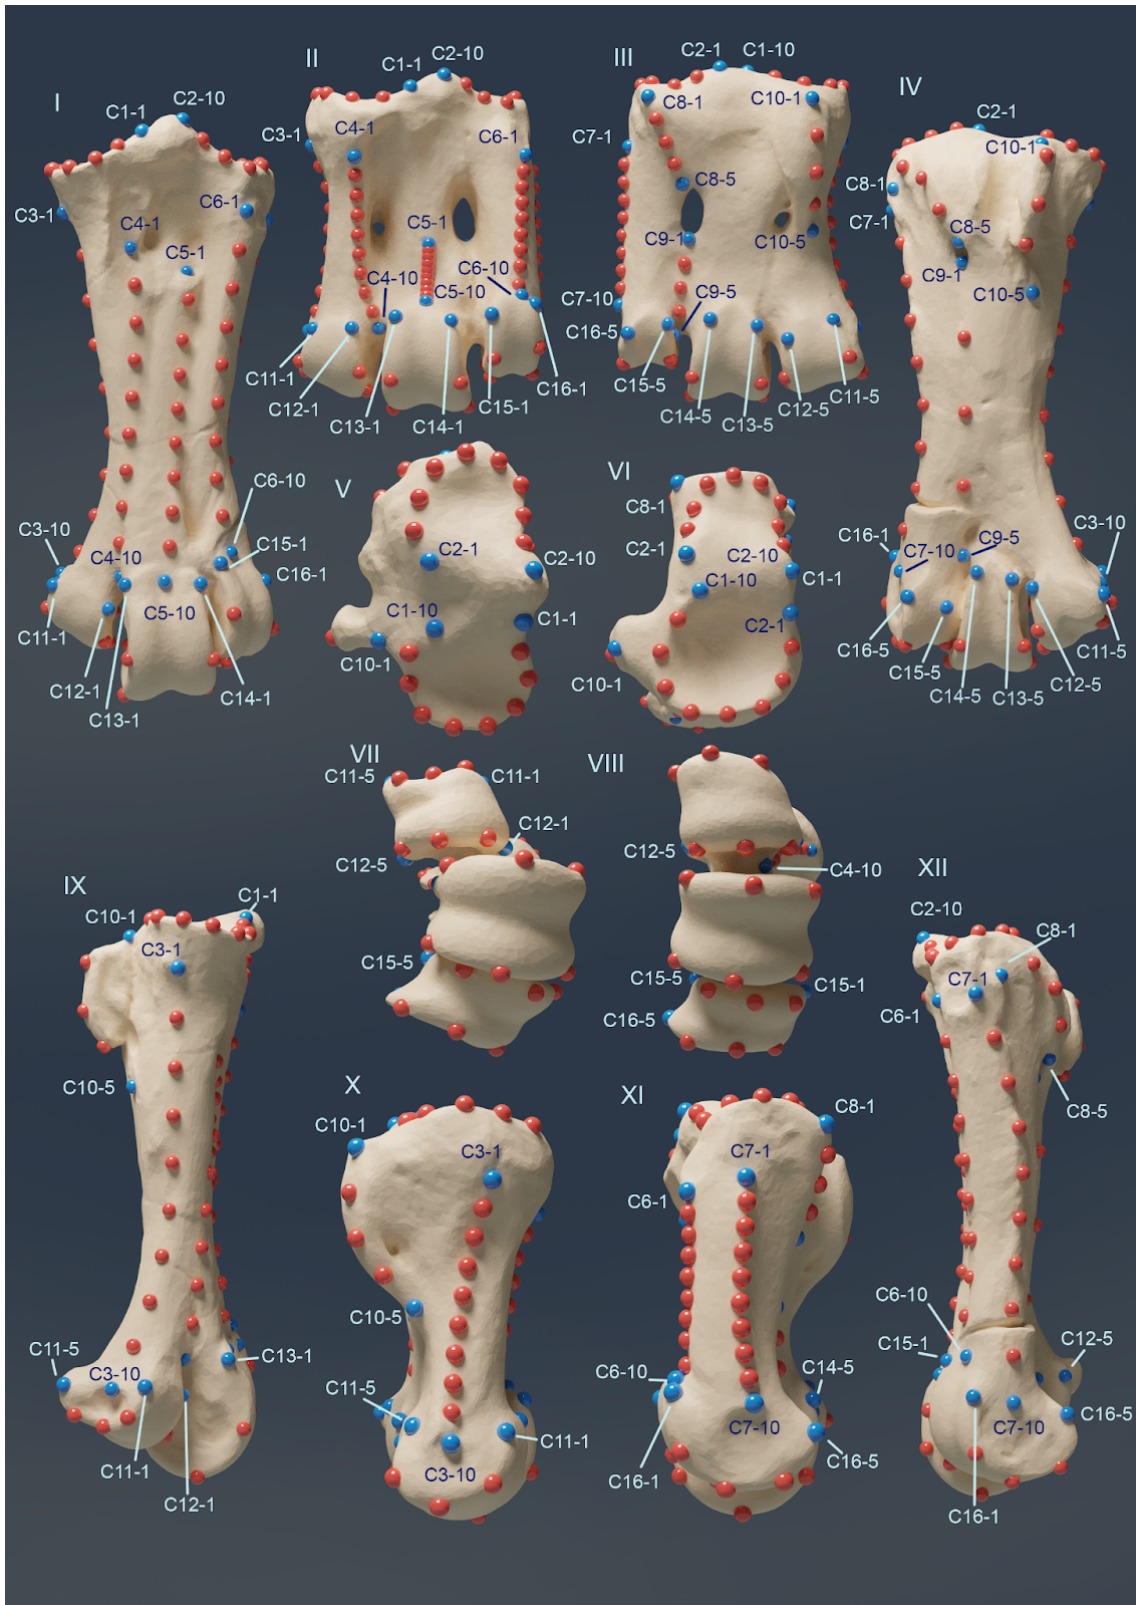 I
C1-1
C2-10
C3-1
C6-1
C4-1
C5-1
C6-10
C3-10
C15-1
C4-10
C16-1
C5-10
C11-1
C12-1
C14-1
C13-1
II
C1-1
C2-10
C3-1
C4-1
C6-1
C5-1
C4-10
C6-10
C5-10
C11-1
C12-1
C13-1
C14-1
C15-1
C16-1
III
C2-1
C1-10
C8-1
C10-1
C7-1
C8-5
C9-1
C10-5
C7-10
C9-5
C16-5
C15-5
C14-5
C13-5
C12-5
C11-5
IV
C2-1
C10-1
C8-1
C7-1
C8-5
C9-1
C10-5
C16-1
C7-10
C9-5
C3-10
C16-5
C15-5
C14-5
C13-5
C12-5
C11-5
V
C2-1
C2-10
C1-10
C1-1
C10-1
VI
C8-1
C2-1
C2-10
C1-10
C1-1
C2-1
C10-1
VII
C11-5
C11-1
C12-1
C12-5
C15-5
VIII
C12-5
C4-10
C15-5
C15-1
C16-5
IX
C1-1
C10-1
C3-1
C10-5
C11-5
C3-10
C13-1
C11-1
C12-1
X
C10-1
C3-1
C10-5
C11-5
C11-1
C3-10
XI
C8-1
C7-1
C6-1
C6-10
C14-5
C7-10
C16-1
C16-5
XII
C2-10
C8-1
C7-1
C6-1
C8-5
C6-10
C15-1
C12-5
C16-5
C7-10
C16-1